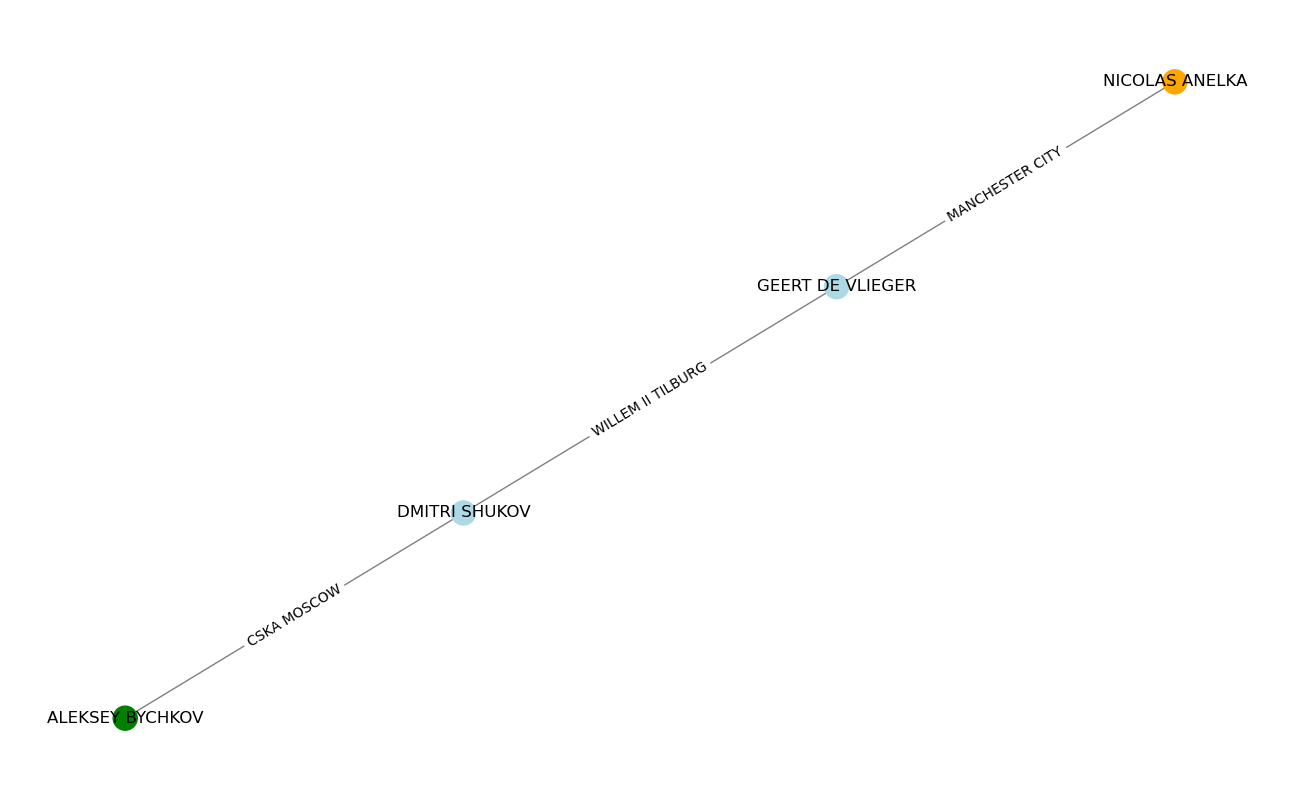 NICOLAS ANELKA
MANCHESTER CITY
GEERT DE VLIEGER
WILLEM II TILBURG
DMITRI SHUKOV
CSKA MOSCOW
ALEKSEY BYCHKOV